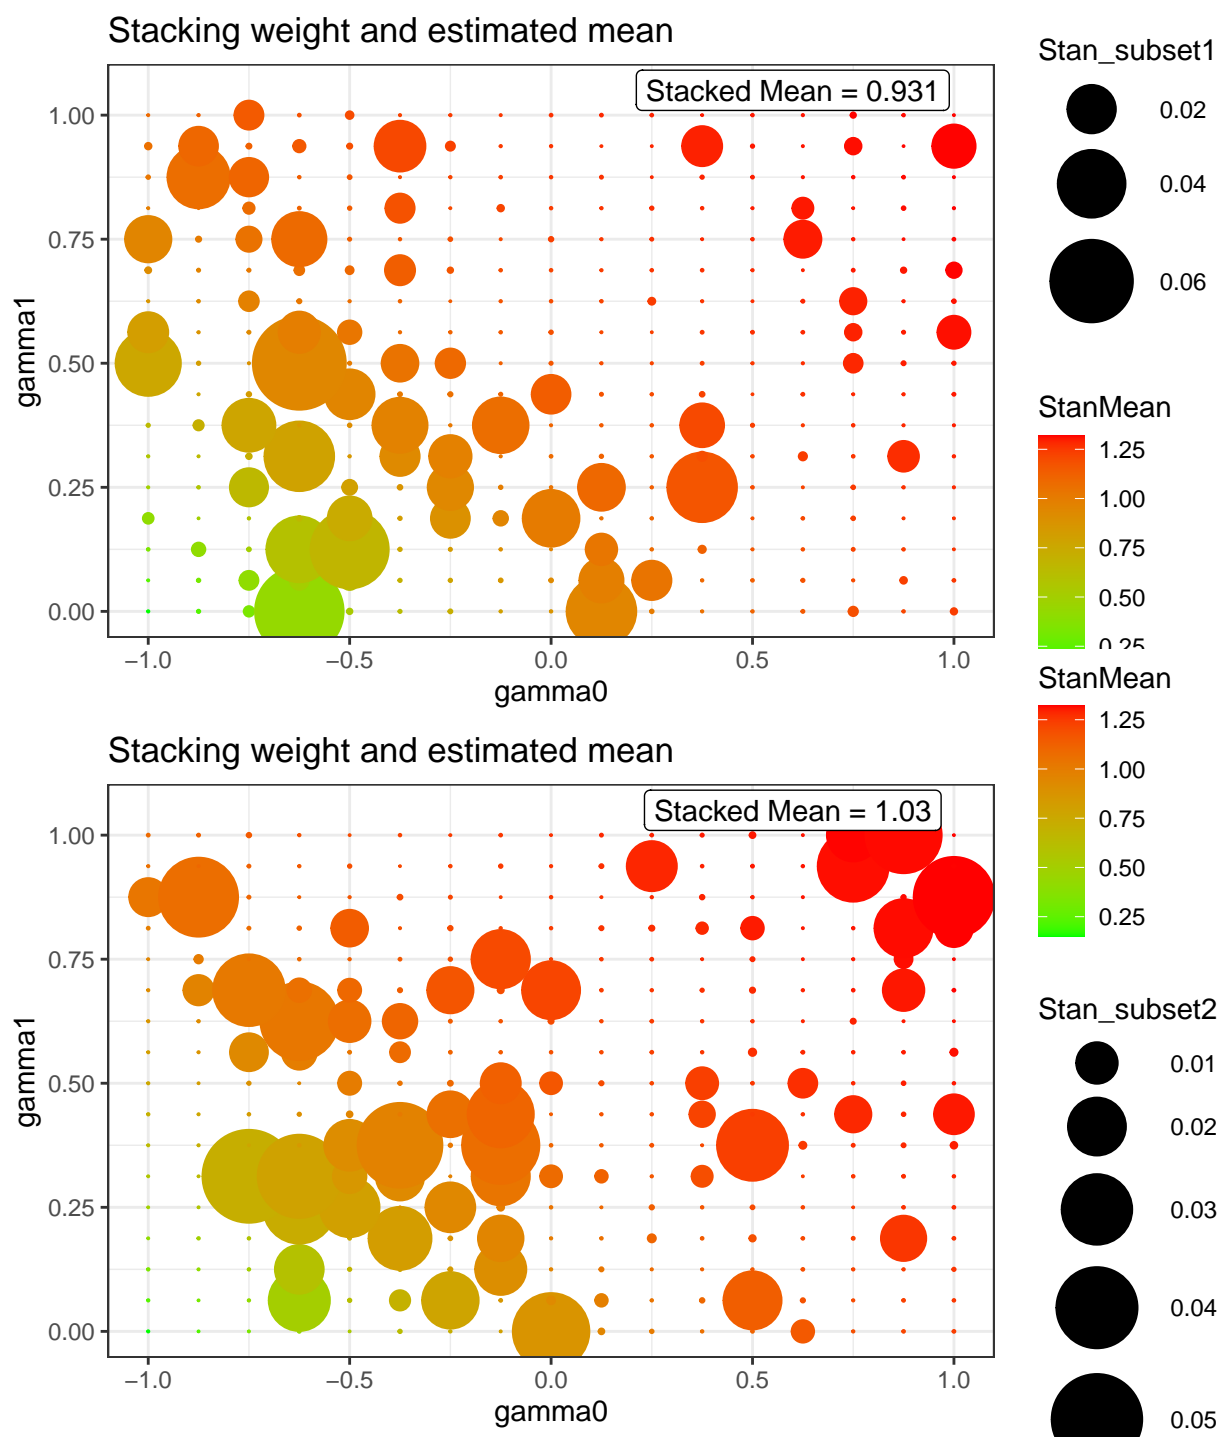 Stacking weight and estimated mean
Stacked Mean = 0.931
1.00
0.75
0.50
0.25
0.00
gamma1
−1.0 −0.5 0.0 0.5 1.0
gamma0
Stan_subset1
0.02
0.04
0.06
StanMean
1.25
1.00
0.75
0.50
0.25
StanMean
1.25
1.00
0.75
0.50
0.25
Stacking weight and estimated mean
Stacked Mean = 1.03
1.00
0.75
0.50
0.25
0.00
gamma1
−1.0 −0.5 0.0 0.5 1.0
gamma0
Stan_subset2
0.01
0.02
0.03
0.04
0.05